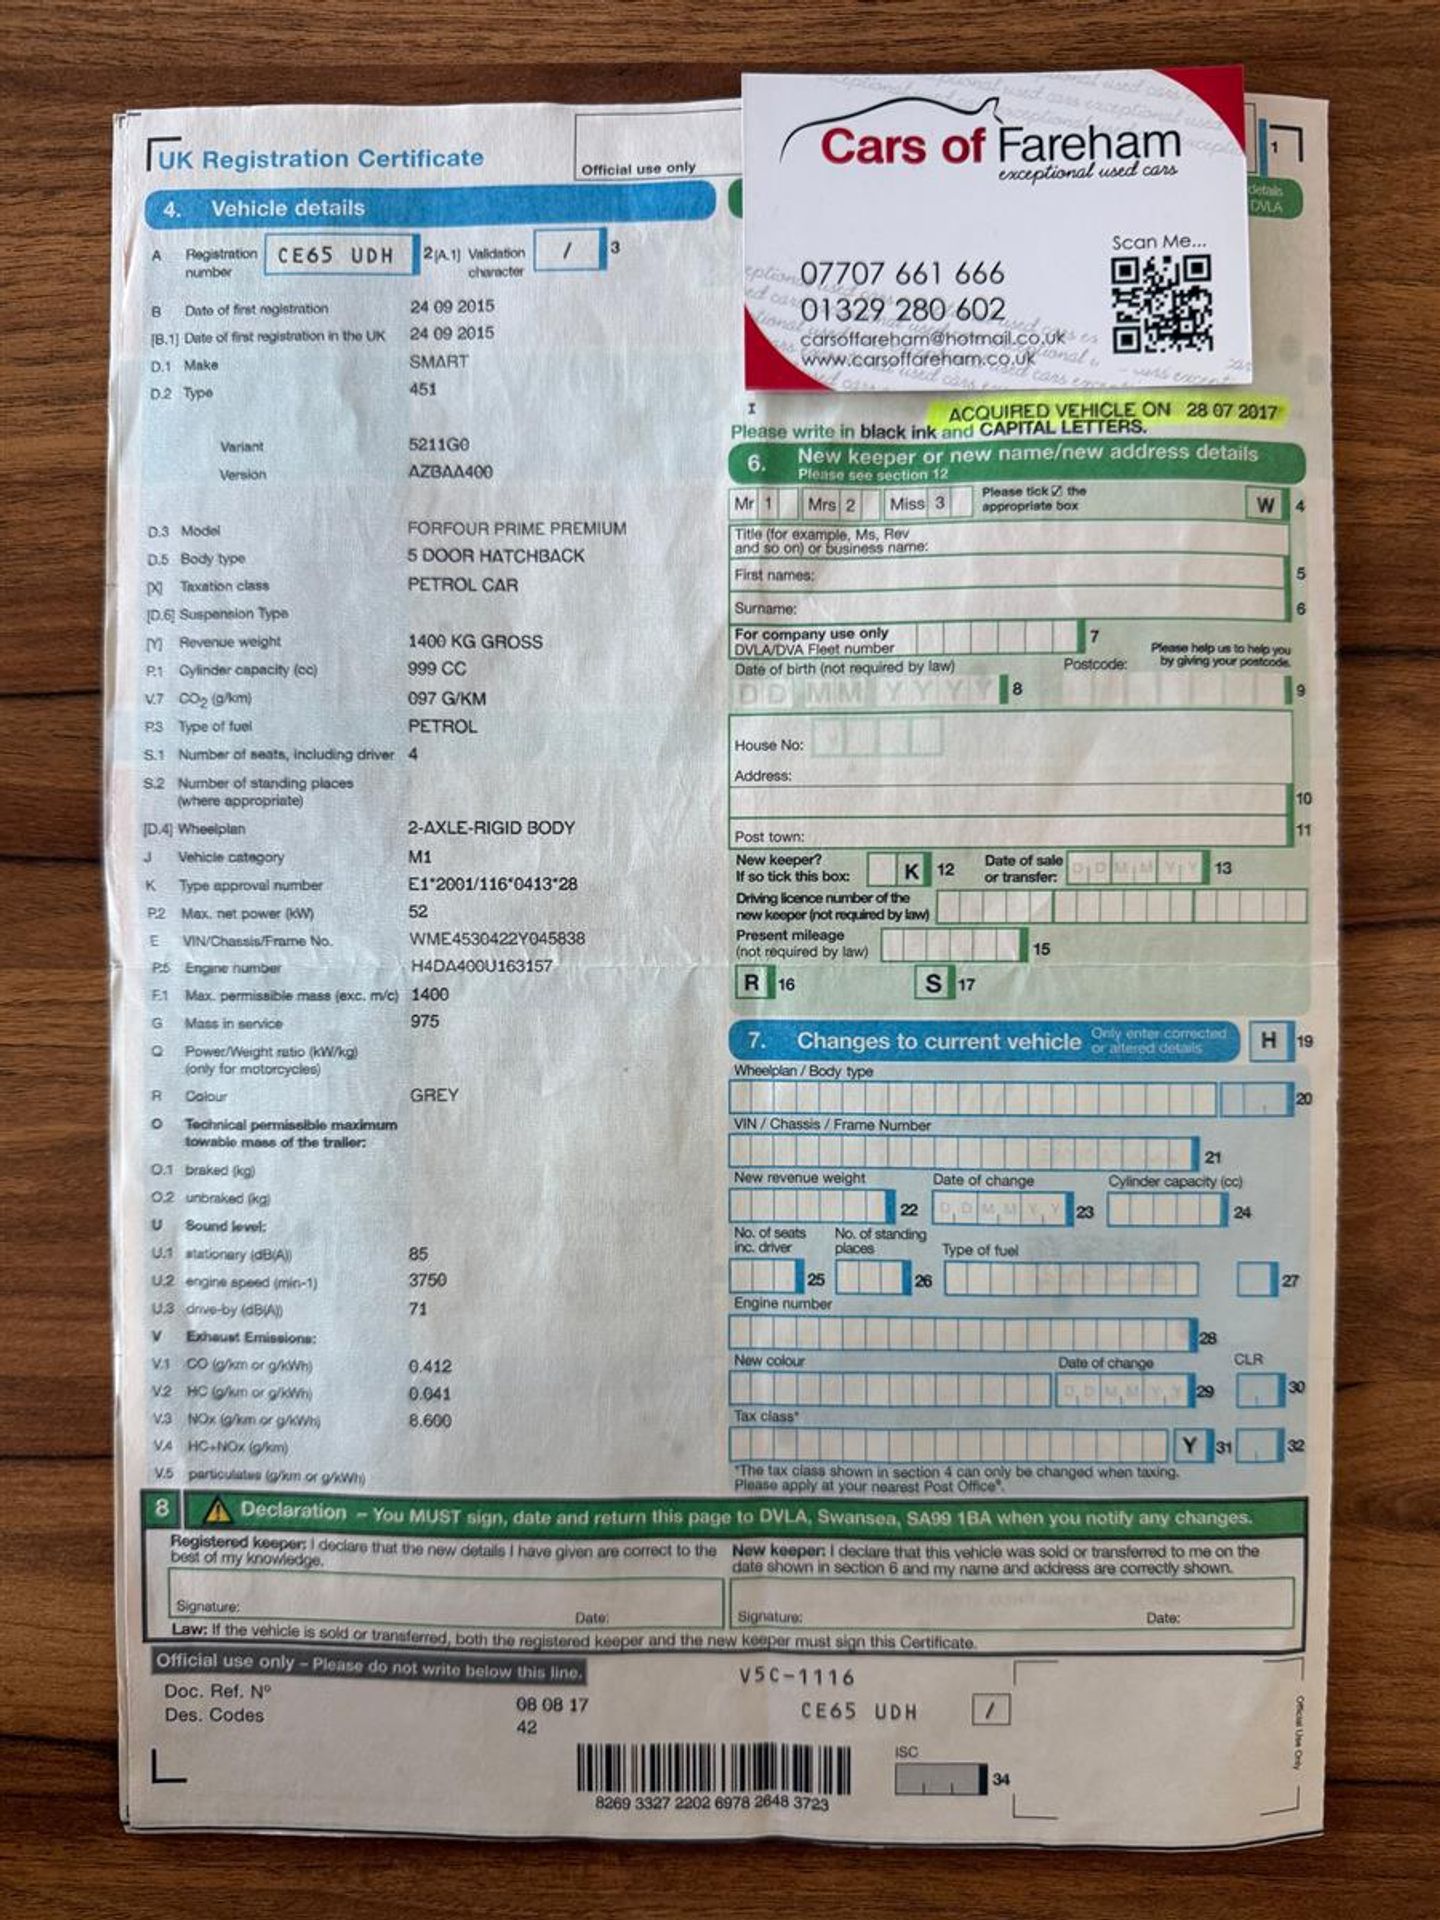 Cars of Fareham
exceptional used cars
Scan Me...
07707 661 666
01329 280 602
carsoffareham@hotmail.co.uk
www.carsoffareham.co.uk
UK Registration Certificate
Official use only
1
details
DVLA
4. Vehicle details
A Registration number CE65 UDH 2 [A.1] Validation character / 3
B Date of first registration 24 09 2015
[B.1] Date of first registration in the UK 24 09 2015
D.1 Make SMART
D.2 Type 451
Variant 5211G0
Version AZBAA400
D.3 Model FORFOUR PRIME PREMIUM
D.5 Body type 5 DOOR HATCHBACK
[X] Taxation class PETROL CAR
[D.6] Suspension Type
[Y] Revenue weight 1400 KG GROSS
P.1 Cylinder capacity (cc) 999 CC
V.7 CO2 (g/km) 097 G/KM
P.3 Type of fuel PETROL
S.1 Number of seats, including driver 4
S.2 Number of standing places
(where appropriate)
[D.4] Wheelplan 2-AXLE-RIGID BODY
J Vehicle category M1
K Type approval number E1*2001/116*0413*28
P.2 Max. net power (kW) 52
E VIN/Chassis/Frame No. WME4530422Y045838
P.5 Engine number H4DA400U163157
F.1 Max. permissible mass (exc. m/c) 1400
G Mass in service 975
Q Power/Weight ratio (kW/kg)
(only for motorcycles)
R Colour GREY
O Technical permissible maximum
towable mass of the trailer:
O.1 braked (kg)
O.2 unbraked (kg)
U Sound level:
U.1 stationary (dB(A)) 85
U.2 engine speed (min-1) 3750
U.3 drive-by (dB(A)) 71
V Exhaust Emissions:
V.1 CO (g/km or g/kWh) 0.412
V.2 HC (g/km or g/kWh) 0.041
V.3 NOx (g/km or g/kWh) 8.600
V.4 HC+NOx (g/km)
V.5 particulates (g/km or g/kWh)
I ACQUIRED VEHICLE ON 28 07 2017
Please write in black ink and CAPITAL LETTERS.
6. New keeper or new name/new address details
Please see section 12
Mr 1 Mrs 2 Miss 3 Please tick ☑ the appropriate box W 4
Title (for example, Ms, Rev
and so on) or business name:
First names: 5
Surname: 6
For company use only
DVLA/DVA Fleet number 7
Please help us to help you
by giving your postcode.
Date of birth (not required by law) Postcode:
DD MM YYYY 8 9
House No:
Address:
10
Post town: 11
New keeper?
If so tick this box: K 12 Date of sale
or transfer: D D M M Y Y 13
Driving licence number of the
new keeper (not required by law)
Present mileage
(not required by law) 15
R 16 S 17
7. Changes to current vehicle Only enter corrected or altered details H 19
Wheelplan / Body type
20
VIN / Chassis / Frame Number
21
New revenue weight Date of change Cylinder capacity (cc)
22 D D M M Y Y 23 24
No. of seats inc. driver No. of standing places Type of fuel
25 26 27
Engine number
28
New colour Date of change CLR
D D M M Y Y 29 30
Tax class*
Y 31 32
*The tax class shown in section 4 can only be changed when taxing.
Please apply at your nearest Post Office®.
8 Declaration – You MUST sign, date and return this page to DVLA, Swansea, SA99 1BA when you notify any changes.
Registered keeper: I declare that the new details I have given are correct to the
best of my knowledge.
New keeper: I declare that this vehicle was sold or transferred to me on the
date shown in section 6 and my name and address are correctly shown.
Signature: Date: Signature: Date:
Law: If the vehicle is sold or transferred, both the registered keeper and the new keeper must sign this Certificate.
Official use only – Please do not write below this line.
V5C-1116
Doc. Ref. Nº 08 08 17
CE65 UDH /
Des. Codes 42
ISC
34
8269 3327 2202 6978 2648 3723
Official Use Only